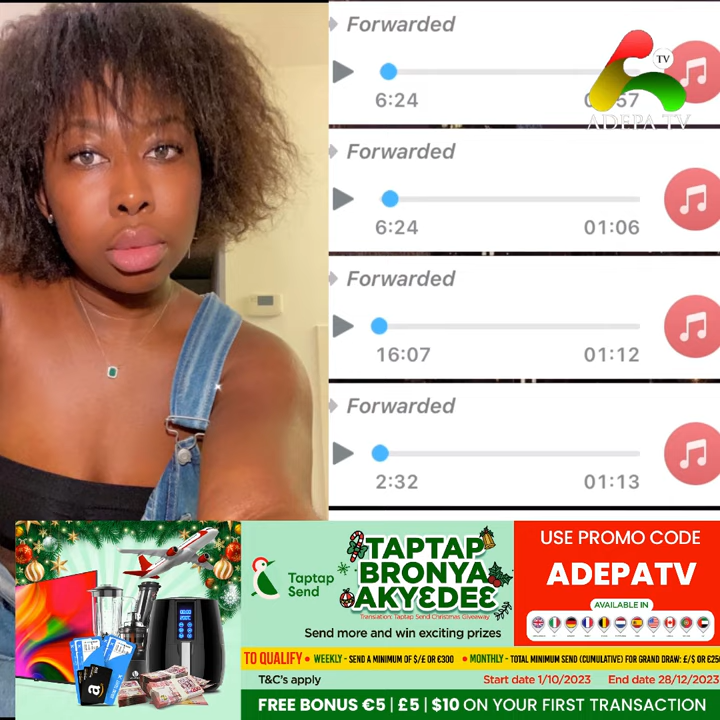 Forwarded
6:24
57
TV
ADEPA TV
Forwarded
6:24
01:06
Forwarded
16:07
01:12
Forwarded
2:32
01:13
Taptap
Send
TAPTAP
BRONYA
AKYƐDEƐ
Translation: Taptap Send Christmas Giveaway
Send more and win exciting prizes
USE PROMO CODE
ADEPATV
AVAILABLE IN
TO QUALIFY • WEEKLY - SEND A MINIMUM OF $/£ OR €300 • MONTHLY - TOTAL MINIMUM SEND (CUMULATIVE) FOR GRAND DRAW: £/$ OR £25
T&C's apply
Start date 1/10/2023
End date 28/12/2023
FREE BONUS €5 | £5 | $10 ON YOUR FIRST TRANSACTION